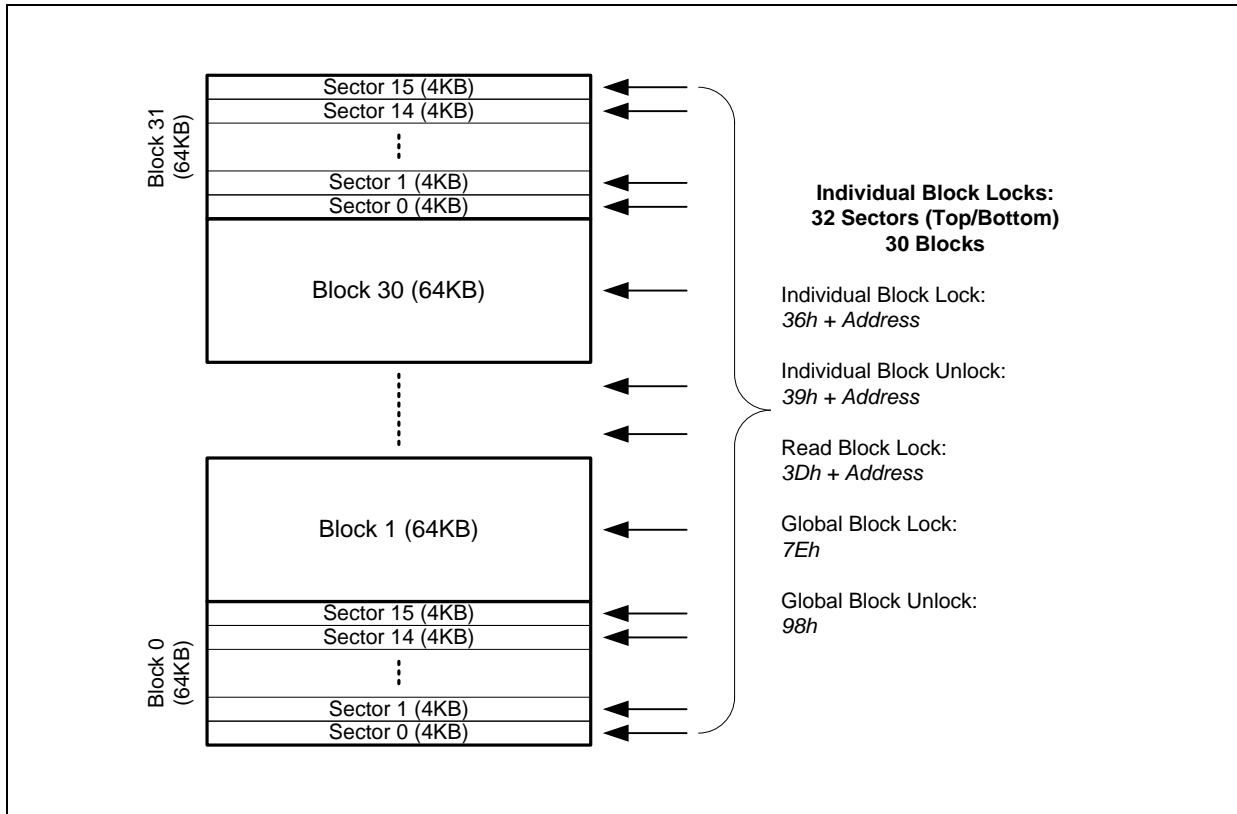 Block 31
(64KB)
Sector 15 (4KB)
Sector 14 (4KB)
Sector 1 (4KB)
Sector 0 (4KB)
Block 30 (64KB)
Block 1 (64KB)
Block 0
(64KB)
Sector 15 (4KB)
Sector 14 (4KB)
Sector 1 (4KB)
Sector 0 (4KB)
Individual Block Locks:
32 Sectors (Top/Bottom)
30 Blocks
Individual Block Lock:
36h + Address
Individual Block Unlock:
39h + Address
Read Block Lock:
3Dh + Address
Global Block Lock:
7Eh
Global Block Unlock:
98h